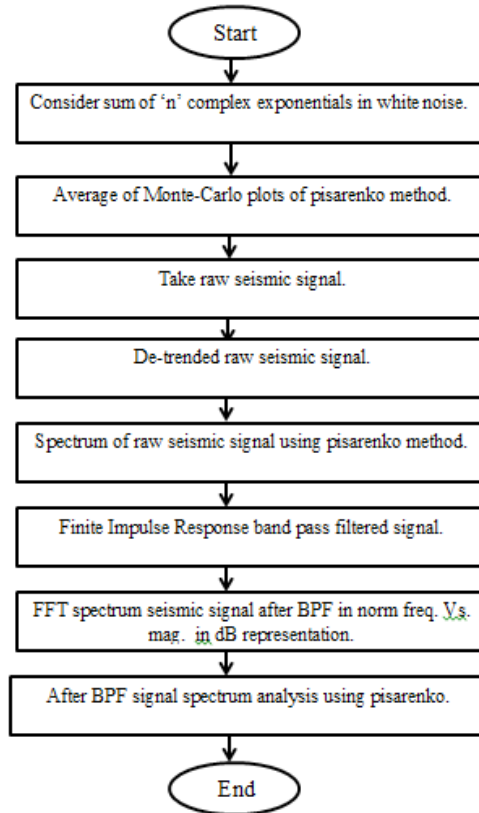 Start
Consider sum of ‘n’ complex exponentials in white noise.
Average of Monte-Carlo plots of pisarenko method.
Take raw seismic signal.
De-trended raw seismic signal.
Spectrum of raw seismic signal using pisarenko method.
Finite Impulse Response band pass filtered signal.
FFT spectrum seismic signal after BPF in norm freq. V.s.
mag. in dB representation.
After BPF signal spectrum analysis using pisarenko.
End